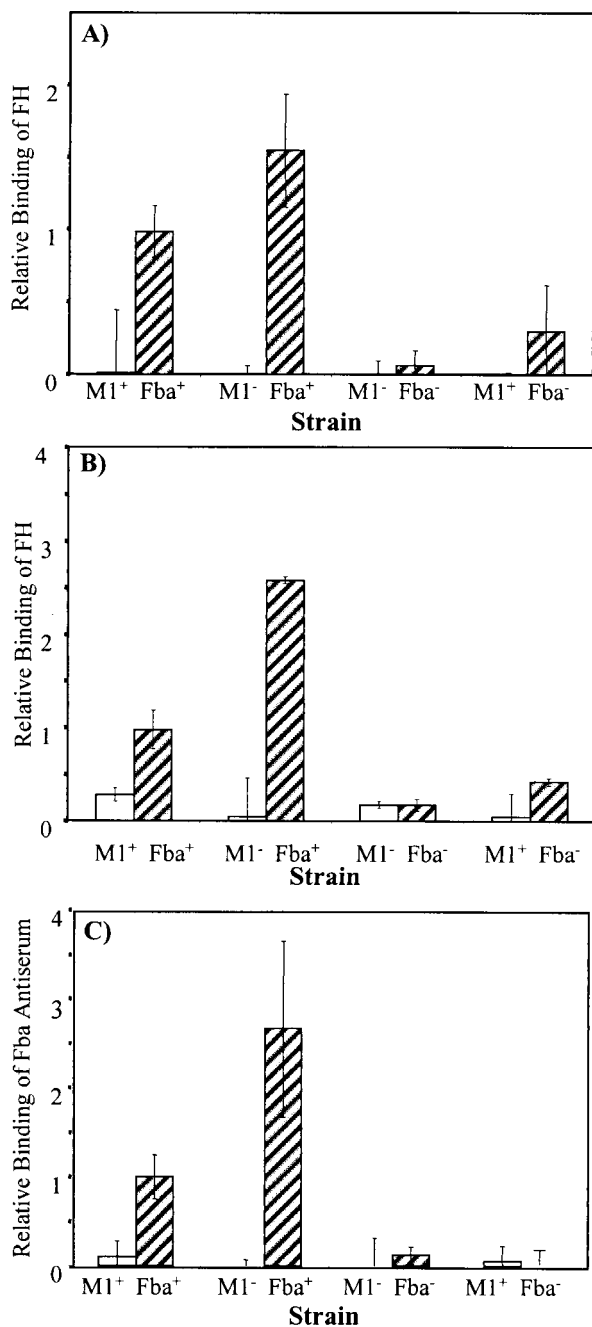 A)
Relative Binding of FH
2
1
0
M1⁺ Fba⁺ M1⁻ Fba⁺ M1⁻ Fba⁻ M1⁺ Fba⁻
Strain
B)
Relative Binding of FH
4
3
2
1
0
M1⁺ Fba⁺ M1⁻ Fba⁺ M1⁻ Fba⁻ M1⁺ Fba⁻
Strain
C)
Relative Binding of Fba Antiserum
4
3
2
1
0
M1⁺ Fba⁺ M1⁻ Fba⁺ M1⁻ Fba⁻ M1⁺ Fba⁻
Strain